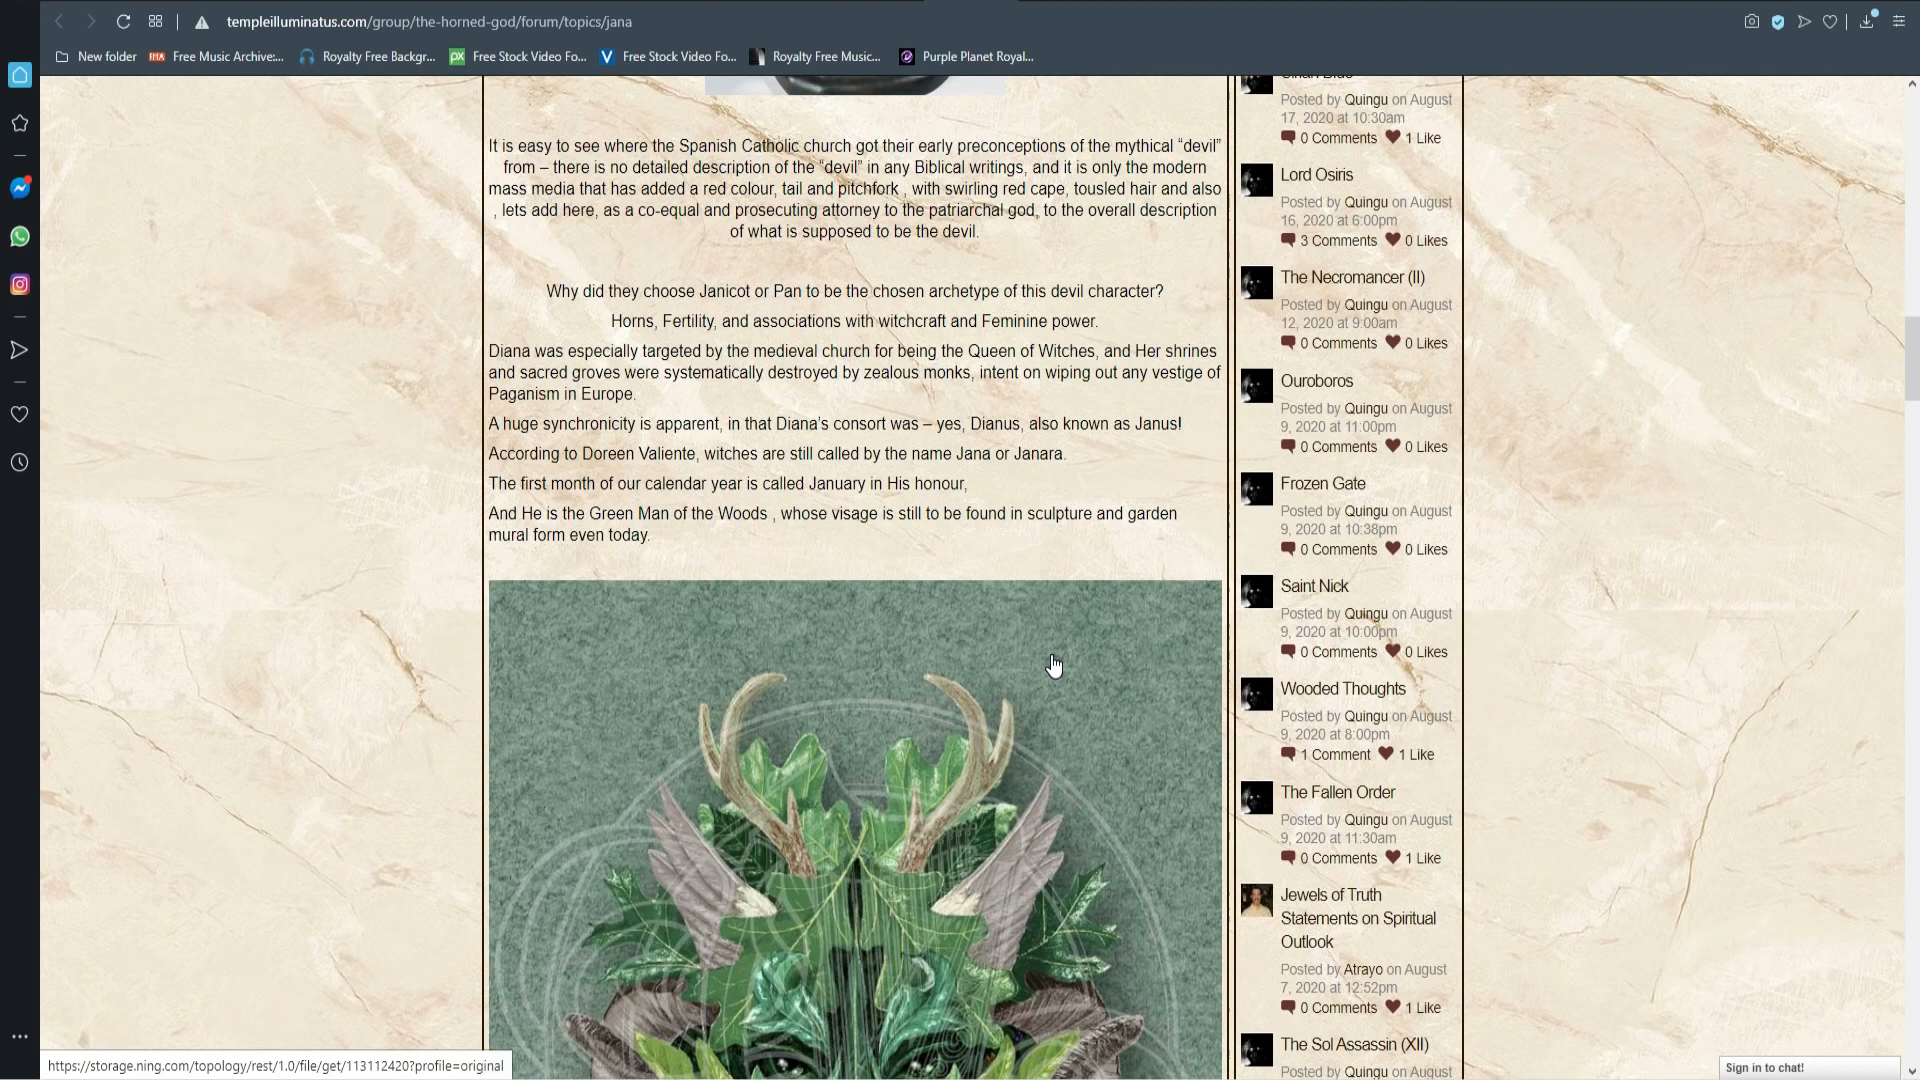 templeilluminatus.com/group/the-horned-god/forum/topics/jana
New folder
FMA Free Music Archive:...
Royalty Free Backgr...
px Free Stock Video Fo...
V Free Stock Video Fo...
Royalty Free Music...
Purple Planet Royal...
It is easy to see where the Spanish Catholic church got their early preconceptions of the mythical “devil”
from – there is no detailed description of the “devil” in any Biblical writings, and it is only the modern
mass media that has added a red colour, tail and pitchfork , with swirling red cape, tousled hair and also
, lets add here, as a co-equal and prosecuting attorney to the patriarchal god, to the overall description
of what is supposed to be the devil.
Why did they choose Janicot or Pan to be the chosen archetype of this devil character?
Horns, Fertility, and associations with witchcraft and Feminine power.
Diana was especially targeted by the medieval church for being the Queen of Witches, and Her shrines
and sacred groves were systematically destroyed by zealous monks, intent on wiping out any vestige of
Paganism in Europe.
A huge synchronicity is apparent, in that Diana’s consort was – yes, Dianus, also known as Janus!
According to Doreen Valiente, witches are still called by the name Jana or Janara.
The first month of our calendar year is called January in His honour,
And He is the Green Man of the Woods , whose visage is still to be found in sculpture and garden
mural form even today.
Posted by Quingu on August
17, 2020 at 10:30am
0 Comments 1 Like
Lord Osiris
Posted by Quingu on August
16, 2020 at 6:00pm
3 Comments 0 Likes
The Necromancer (II)
Posted by Quingu on August
12, 2020 at 9:00am
0 Comments 0 Likes
Ouroboros
Posted by Quingu on August
9, 2020 at 11:00pm
0 Comments 0 Likes
Frozen Gate
Posted by Quingu on August
9, 2020 at 10:38pm
0 Comments 0 Likes
Saint Nick
Posted by Quingu on August
9, 2020 at 10:00pm
0 Comments 0 Likes
Wooded Thoughts
Posted by Quingu on August
9, 2020 at 8:00pm
1 Comment 1 Like
The Fallen Order
Posted by Quingu on August
9, 2020 at 11:30am
0 Comments 1 Like
Jewels of Truth
Statements on Spiritual
Outlook
Posted by Atrayo on August
7, 2020 at 12:52pm
0 Comments 1 Like
The Sol Assassin (XII)
Posted by Quingu on August
https://storage.ning.com/topology/rest/1.0/file/get/113112420?profile=original
Sign in to chat!